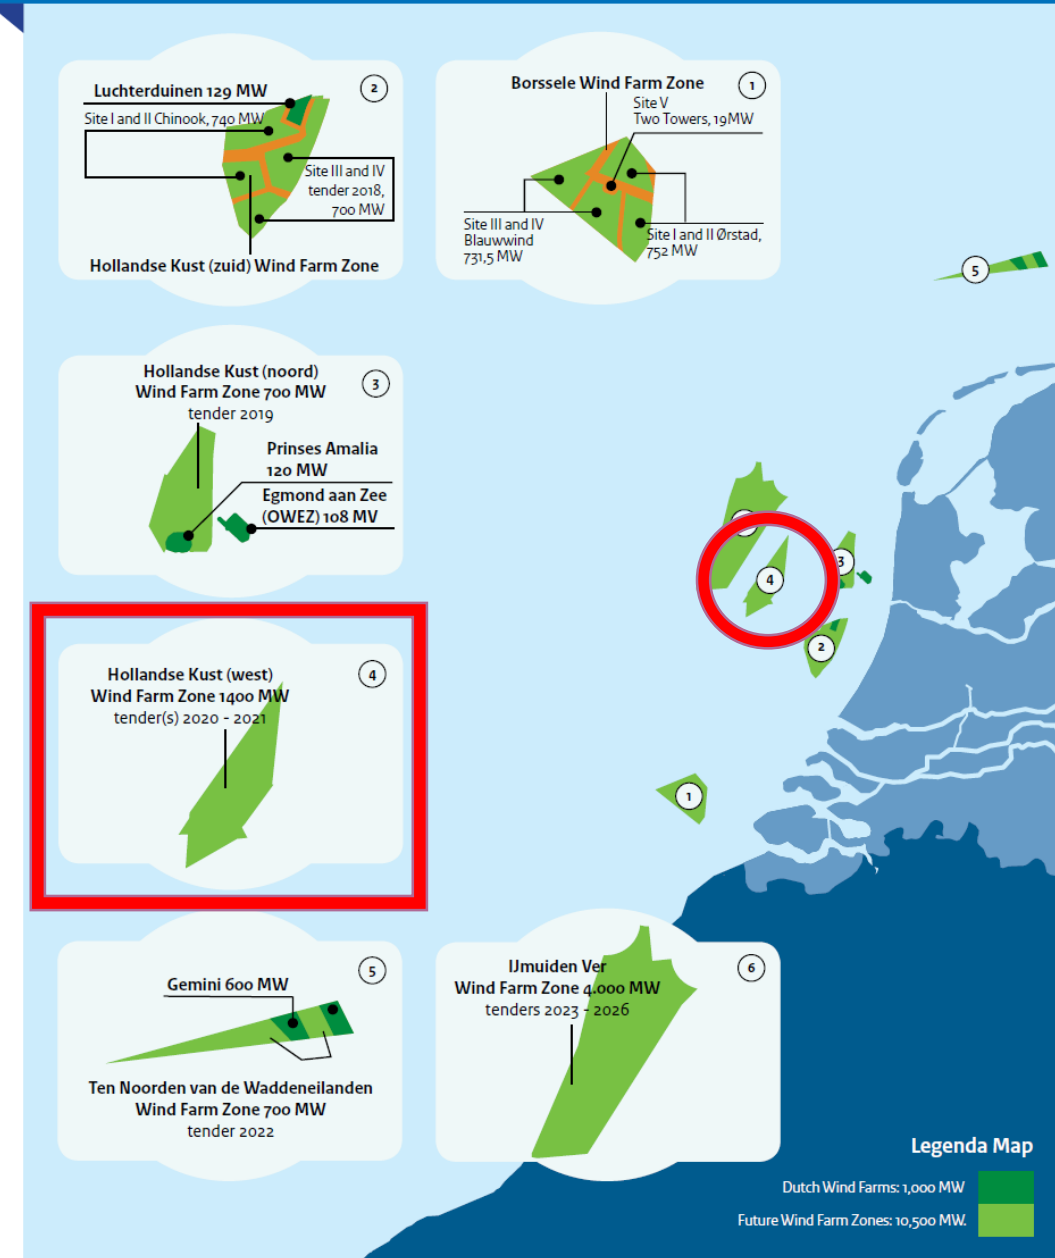 Luchterduinen 129 MW
2
Site I and II Chinook, 740 MW
Site III and IV
tender 2018,
700 MW
Hollandse Kust (zuid) Wind Farm Zone
Borssele Wind Farm Zone
1
Site V
Two Towers, 19MW
Site III and IV
Blauwwind
731,5 MW
Site I and II Ørstad,
752 MW
5
Hollandse Kust (noord)
Wind Farm Zone 700 MW
tender 2019
3
Prinses Amalia
120 MW
Egmond aan Zee
(OWEZ) 108 MV
3
4
2
1
Hollandse Kust (west)
Wind Farm Zone 1400 MW
tender(s) 2020 - 2021
4
Gemini 600 MW
5
Ten Noorden van de Waddeneilanden
Wind Farm Zone 700 MW
tender 2022
IJmuiden Ver
Wind Farm Zone 4.000 MW
tenders 2023 - 2026
6
Legenda Map
Dutch Wind Farms: 1,000 MW
Future Wind Farm Zones: 10,500 MW.